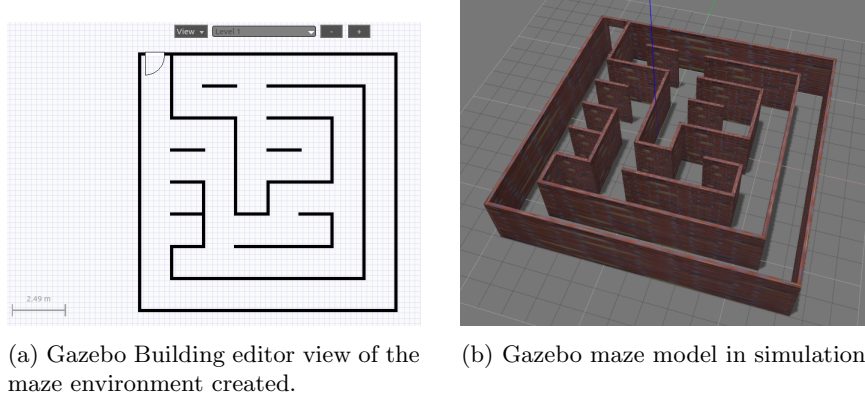 View
Level 1
-
+
2.49 m
(a) Gazebo Building editor view of the
maze environment created.
(b) Gazebo maze model in simulation